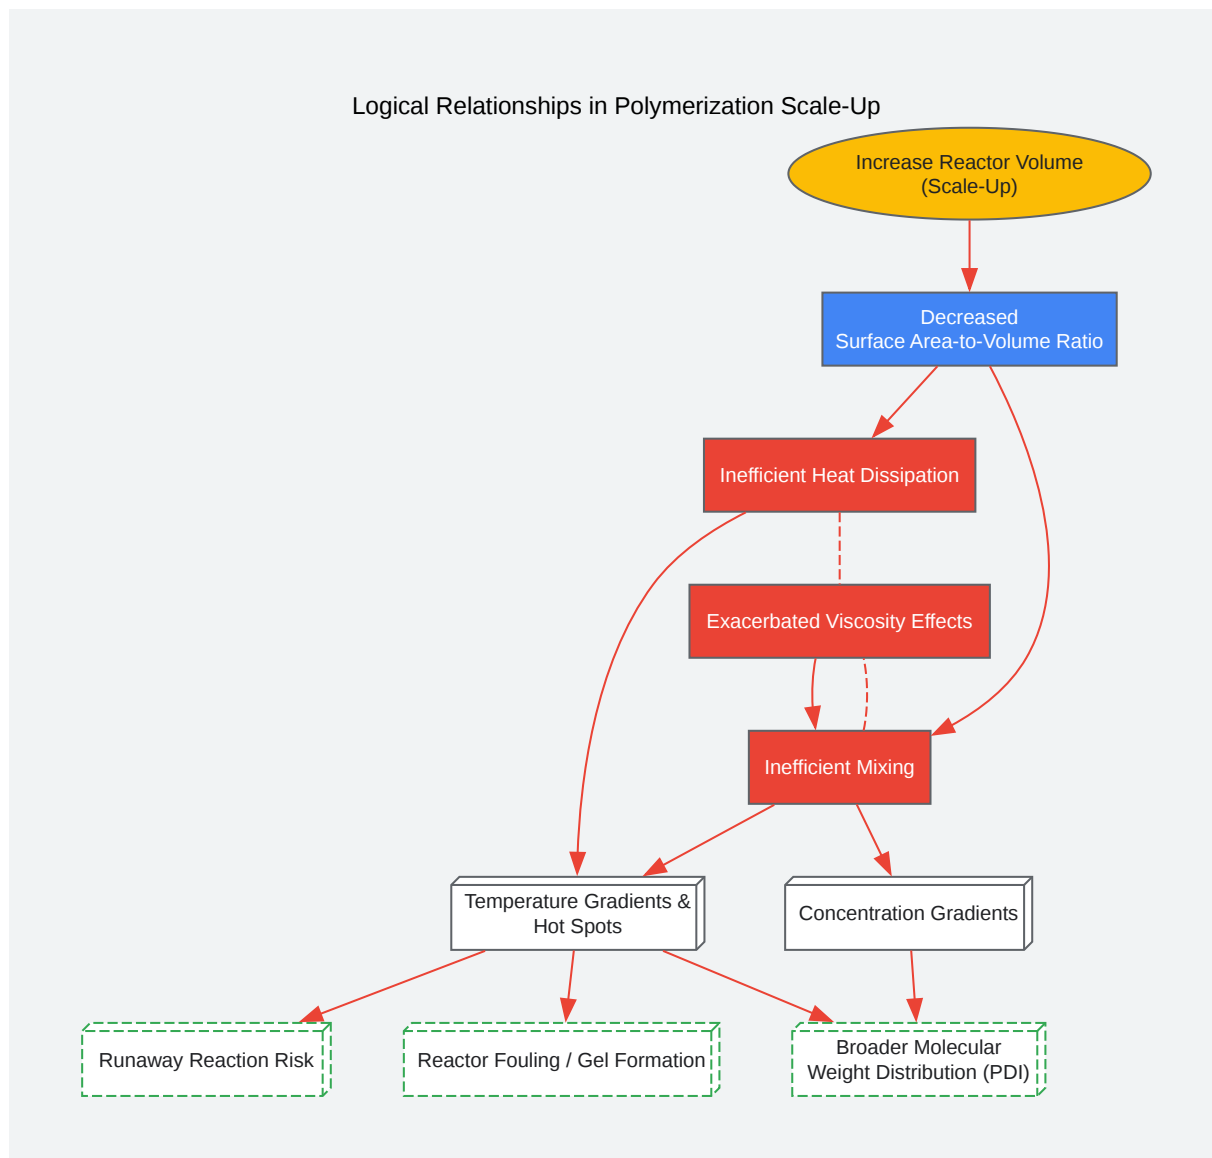 Logical Relationships in Polymerization Scale-Up
Increase Reactor Volume
(Scale-Up)
Decreased
Surface Area-to-Volume Ratio
Inefficient Heat Dissipation
Exacerbated Viscosity Effects
Inefficient Mixing
Temperature Gradients &
Hot Spots
Concentration Gradients
Runaway Reaction Risk
Reactor Fouling / Gel Formation
Broader Molecular
Weight Distribution (PDI)